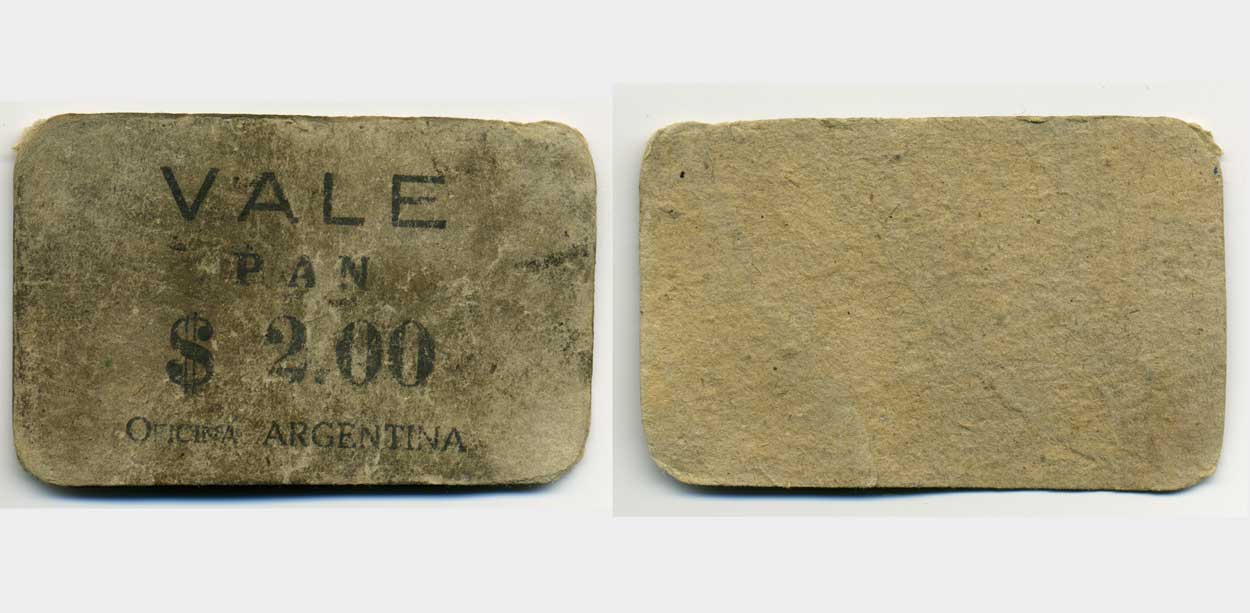 VALE
PAN
$ 2.00
OFICINA ARGENTINA